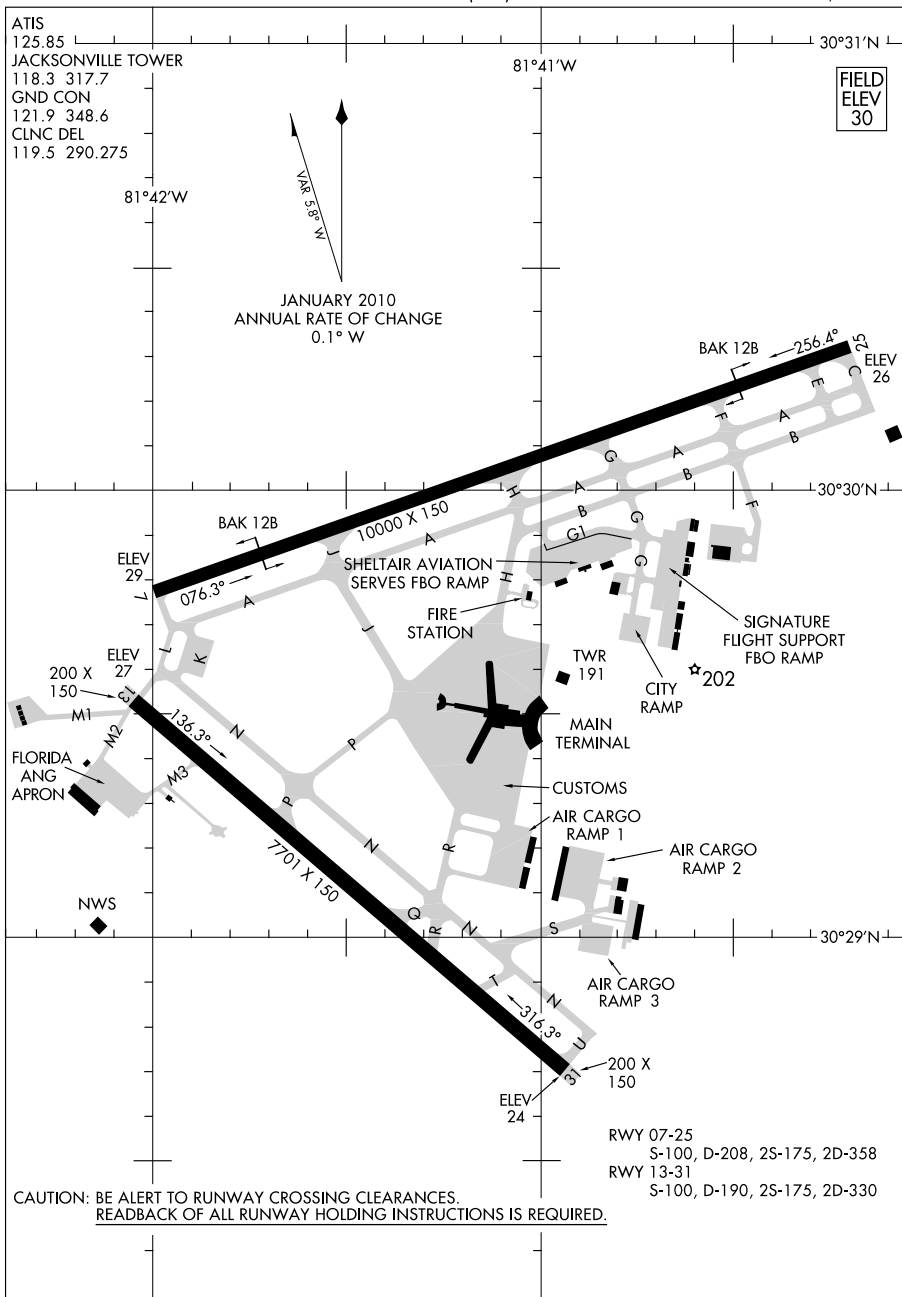 ATIS
125.85
JACKSONVILLE TOWER
118.3 317.7
GND CON
121.9 348.6
CLNC DEL
119.5 290.275
30°31'N
81°41'W
FIELD
ELEV
30
81°42'W
VAR 5.8° W
JANUARY 2010
ANNUAL RATE OF CHANGE
0.1° W
BAK 12B
256.4°
25
ELEV
26
C
E
F
A
B
G
A
B
F
H
A
B
G
30°30'N
10000 X 150
BAK 12B
J
A
G1
G
ELEV
29
7
076.3°
A
SHELTAIR AVIATION
SERVES FBO RAMP
H
FIRE
STATION
J
SIGNATURE
FLIGHT SUPPORT
FBO RAMP
L
K
ELEV
27
200 X
150
13
TWR
191
202
CITY
RAMP
M1
136.3°
N
P
MAIN
TERMINAL
M2
M3
FLORIDA
ANG
APRON
CUSTOMS
P
AIR CARGO
RAMP 1
R
AIR CARGO
RAMP 2
7701 X 150
N
NWS
Q
R
N
S
30°29'N
AIR CARGO
RAMP 3
T
N
316.3°
U
31
200 X
150
ELEV
24
RWY 07-25
S-100, D-208, 2S-175, 2D-358
RWY 13-31
S-100, D-190, 2S-175, 2D-330
CAUTION: BE ALERT TO RUNWAY CROSSING CLEARANCES.
READBACK OF ALL RUNWAY HOLDING INSTRUCTIONS IS REQUIRED.